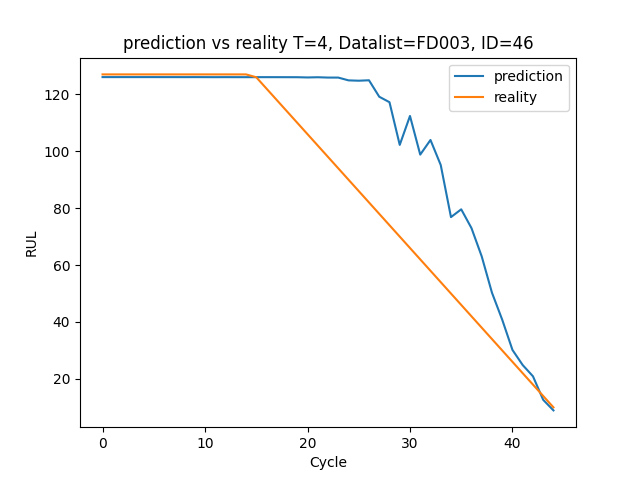 prediction vs reality T=4, Datalist=FD003, ID=46
prediction
reality
RUL
120
100
80
60
40
20
0 10 20 30 40
Cycle